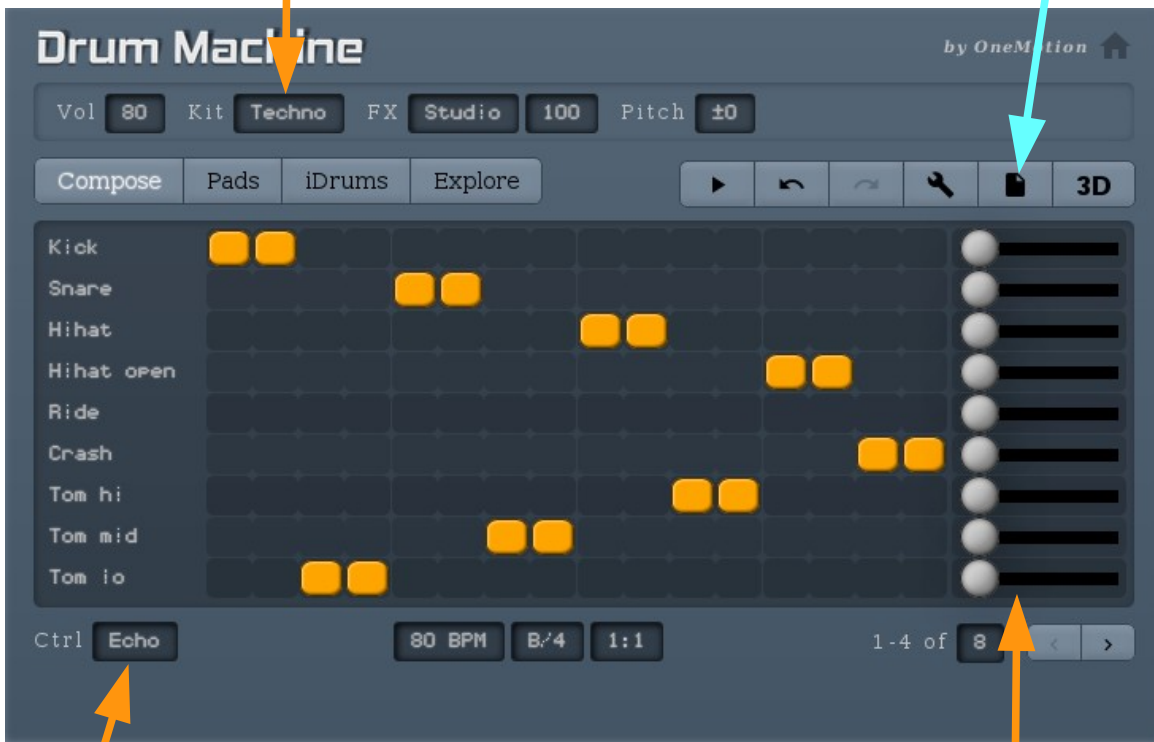 Drum Machine
by OneMotion
Vol 80 Kit Techno FX Studio 100 Pitch ±0
Compose Pads iDrums Explore 3D
Kick
Snare
Hihat
Hihat open
Ride
Crash
Tom hi
Tom mid
Tom lo
Ctrl Echo 80 BPM B/4 1:1 1-4 of 8 < >